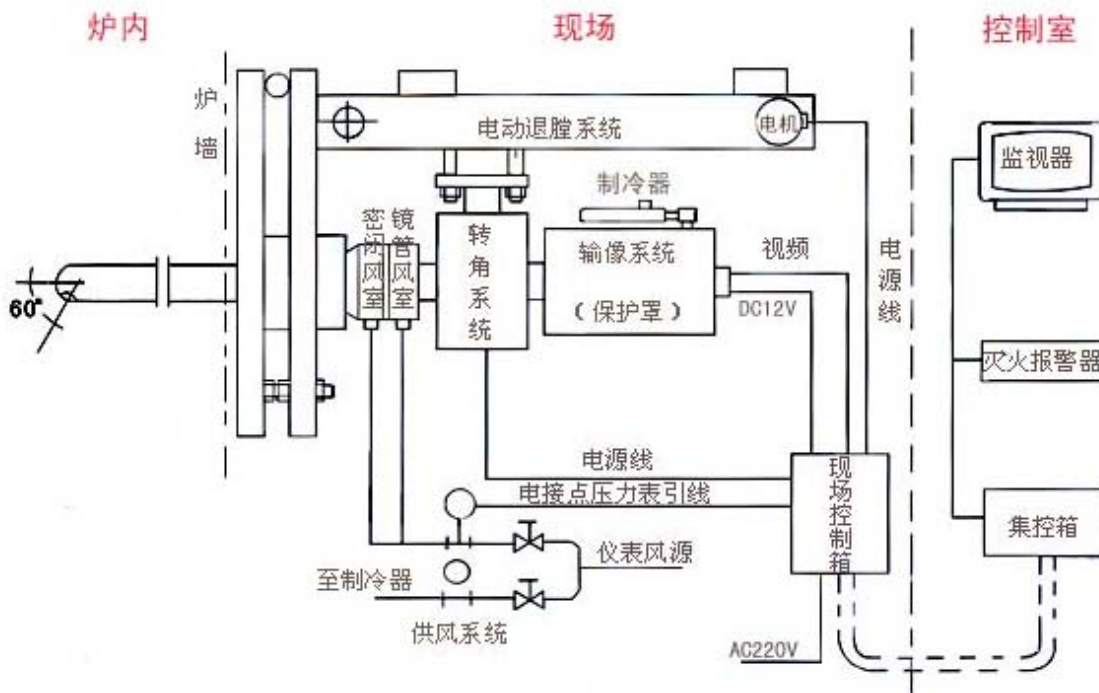 炉内
现场
控制室
炉墙
电动退膛系统
电机
监视器
制冷器
密闭风室
镜管风室
转角系统
输像系统
（保护罩）
视频
DC12V
电源线
60°
灭火报警器
电源线
电接点压力表引线
现场控制箱
集控箱
仪表风源
至制冷器
供风系统
AC220V